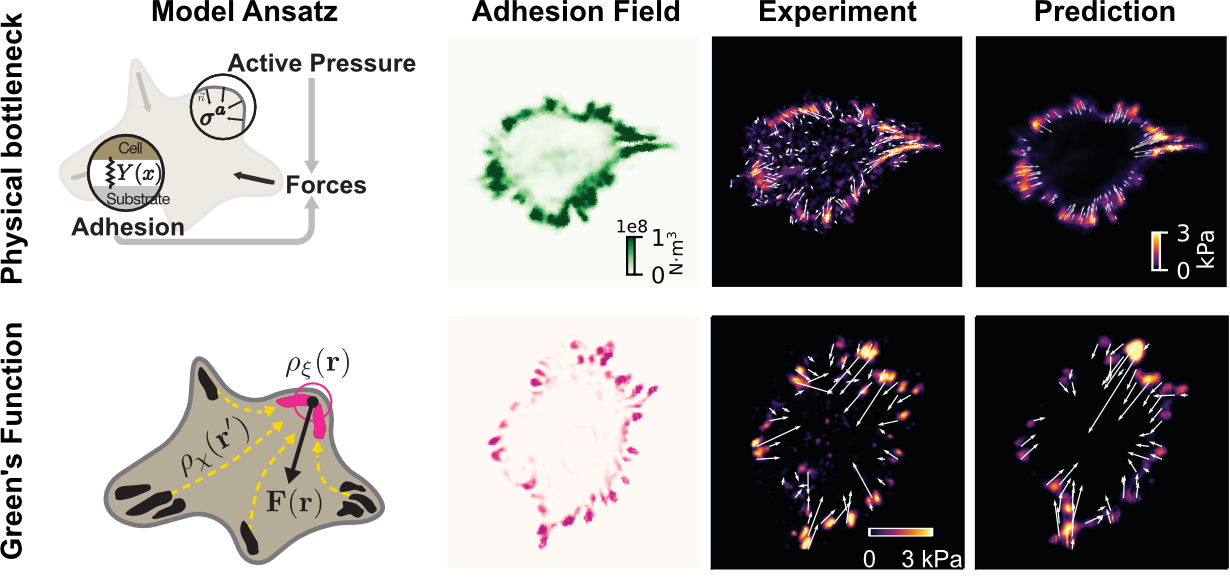 Model Ansatz
Adhesion Field
Experiment
Prediction
Physical bottleneck
Active Pressure
n⃗
σᵃ
Cell
Y(x)
Substrate
Forces
Adhesion
1e8
1
0
N·m³
3
0
kPa
Green's Function
ρ_ξ(r)
ρ_χ(r')
F(r)
0 3 kPa